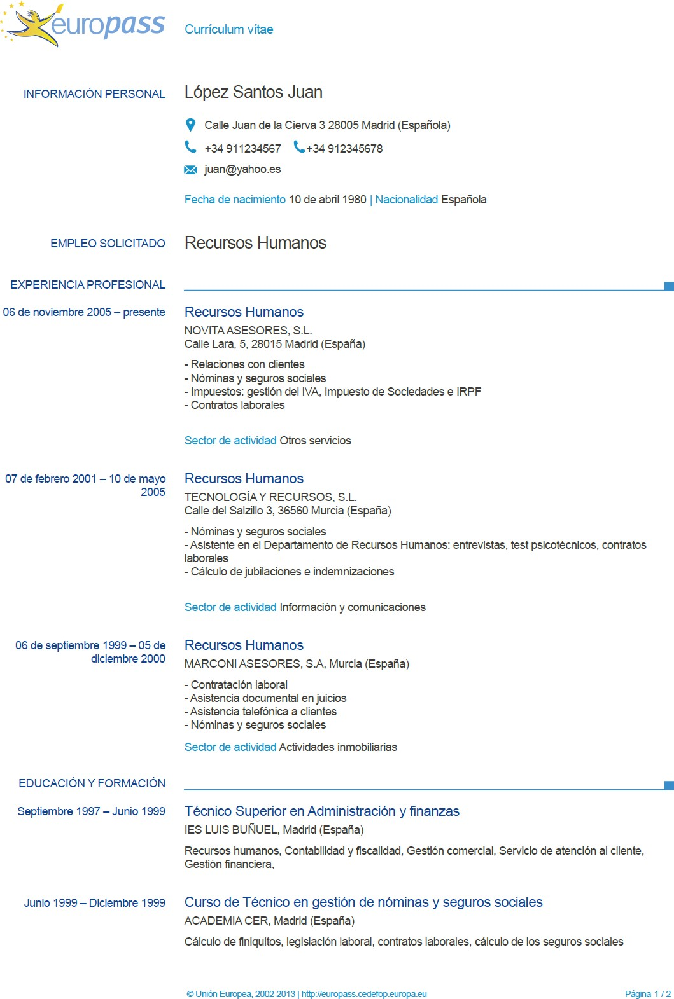 europass
Currículum vítae
INFORMACIÓN PERSONAL
López Santos Juan
Calle Juan de la Cierva 3 28005 Madrid (Española)
+34 911234567 +34 912345678
juan@yahoo.es
Fecha de nacimiento 10 de abril 1980 | Nacionalidad Española
EMPLEO SOLICITADO
Recursos Humanos
EXPERIENCIA PROFESIONAL
06 de noviembre 2005 – presente
Recursos Humanos
NOVITA ASESORES, S.L.
Calle Lara, 5, 28015 Madrid (España)
- Relaciones con clientes
- Nóminas y seguros sociales
- Impuestos: gestión del IVA, Impuesto de Sociedades e IRPF
- Contratos laborales
Sector de actividad Otros servicios
07 de febrero 2001 – 10 de mayo
2005
Recursos Humanos
TECNOLOGÍA Y RECURSOS, S.L.
Calle del Salzillo 3, 36560 Murcia (España)
- Nóminas y seguros sociales
- Asistente en el Departamento de Recursos Humanos: entrevistas, test psicotécnicos, contratos
laborales
- Cálculo de jubilaciones e indemnizaciones
Sector de actividad Información y comunicaciones
06 de septiembre 1999 – 05 de
diciembre 2000
Recursos Humanos
MARCONI ASESORES, S.A, Murcia (España)
- Contratación laboral
- Asistencia documental en juicios
- Asistencia telefónica a clientes
- Nóminas y seguros sociales
Sector de actividad Actividades inmobiliarias
EDUCACIÓN Y FORMACIÓN
Septiembre 1997 – Junio 1999
Técnico Superior en Administración y finanzas
IES LUIS BUÑUEL, Madrid (España)
Recursos humanos, Contabilidad y fiscalidad, Gestión comercial, Servicio de atención al cliente,
Gestión financiera,
Junio 1999 – Diciembre 1999
Curso de Técnico en gestión de nóminas y seguros sociales
ACADEMIA CER, Madrid (España)
Cálculo de finiquitos, legislación laboral, contratos laborales, cálculo de los seguros sociales
© Unión Europea, 2002-2013 | http://europass.cedefop.europa.eu
Página 1 / 2